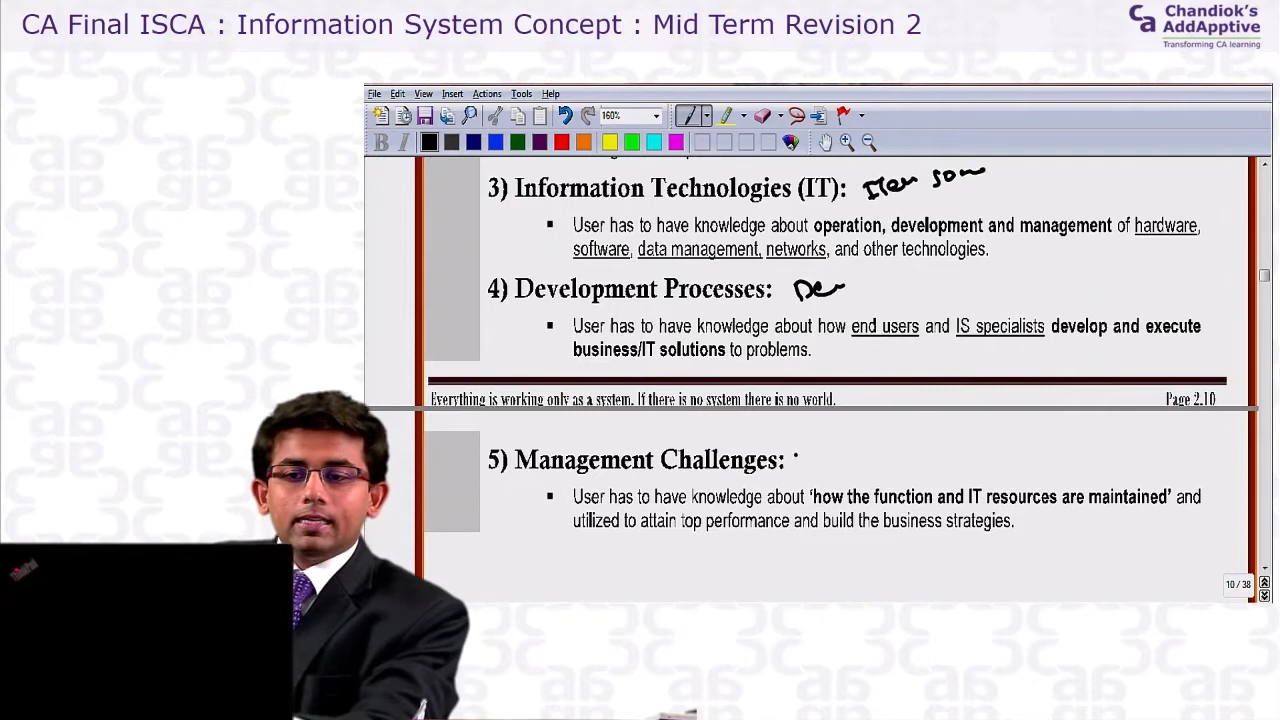 CA Final ISCA : Information System Concept : Mid Term Revision 2
Ca Chandiok's
AddApptive
Transforming CA learning
File Edit View Insert Actions Tools Help
160%
B I
3) Information Technologies (IT):
▪ User has to have knowledge about operation, development and management of hardware,
software, data management, networks, and other technologies.
4) Development Processes: Dev
▪ User has to have knowledge about how end users and IS specialists develop and execute
business/IT solutions to problems.
Everything is working only as a system. If there is no system there is no world. Page 2.10
5) Management Challenges:
▪ User has to have knowledge about 'how the function and IT resources are maintained' and
utilized to attain top performance and build the business strategies.
10 / 38